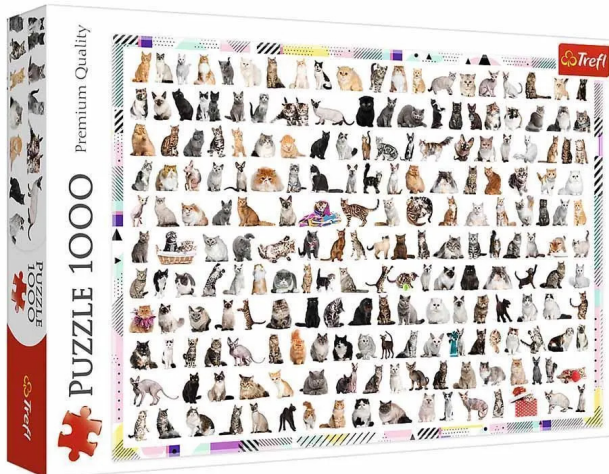 PUZZLE
1000
Trefl
PUZZLE 1000
Premium Quality
Trefl